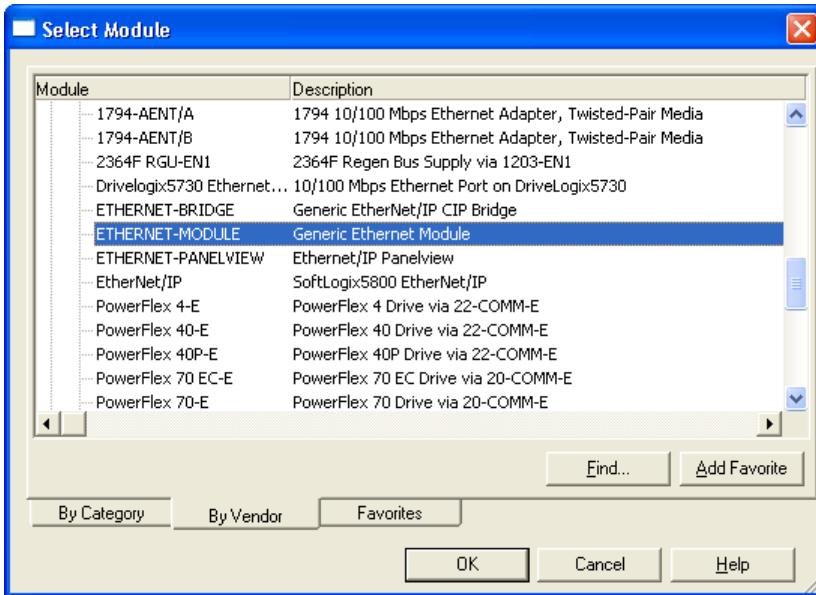 Select Module
Module Description
1794-AENT/A 1794 10/100 Mbps Ethernet Adapter, Twisted-Pair Media
1794-AENT/B 1794 10/100 Mbps Ethernet Adapter, Twisted-Pair Media
2364F RGU-EN1 2364F Regen Bus Supply via 1203-EN1
Drivelogix5730 Ethernet... 10/100 Mbps Ethernet Port on DriveLogix5730
ETHERNET-BRIDGE Generic EtherNet/IP CIP Bridge
ETHERNET-MODULE Generic Ethernet Module
ETHERNET-PANELVIEW Ethernet/IP Panelview
EtherNet/IP SoftLogix5800 EtherNet/IP
PowerFlex 4-E PowerFlex 4 Drive via 22-COMM-E
PowerFlex 40-E PowerFlex 40 Drive via 22-COMM-E
PowerFlex 40P-E PowerFlex 40P Drive via 22-COMM-E
PowerFlex 70 EC-E PowerFlex 70 EC Drive via 20-COMM-E
PowerFlex 70-E PowerFlex 70 Drive via 20-COMM-E
Find... Add Favorite
By Category By Vendor Favorites
OK Cancel Help